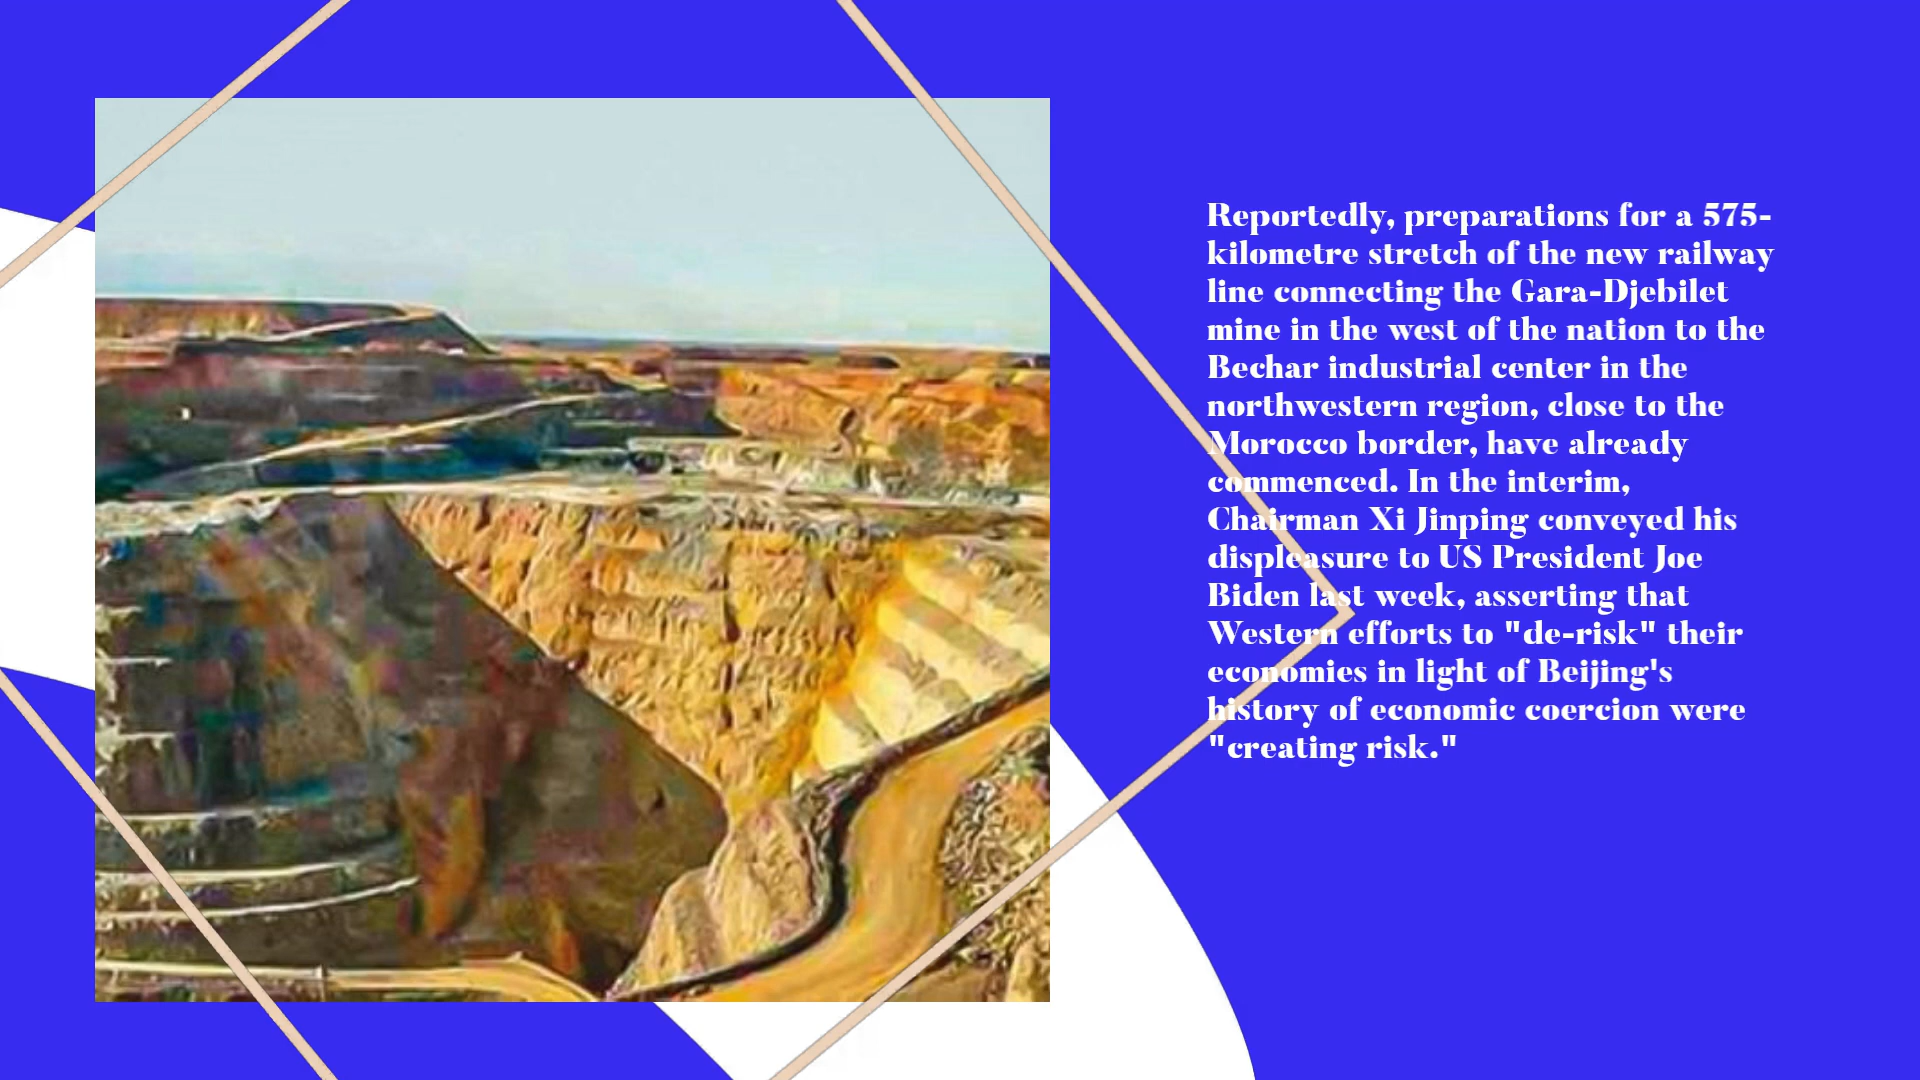 Reportedly, preparations for a 575-
kilometre stretch of the new railway
line connecting the Gara-Djebilet
mine in the west of the nation to the
Bechar industrial center in the
northwestern region, close to the
Morocco border, have already
commenced. In the interim,
Chairman Xi Jinping conveyed his
displeasure to US President Joe
Biden last week, asserting that
Western efforts to "de-risk" their
economies in light of Beijing's
history of economic coercion were
"creating risk."